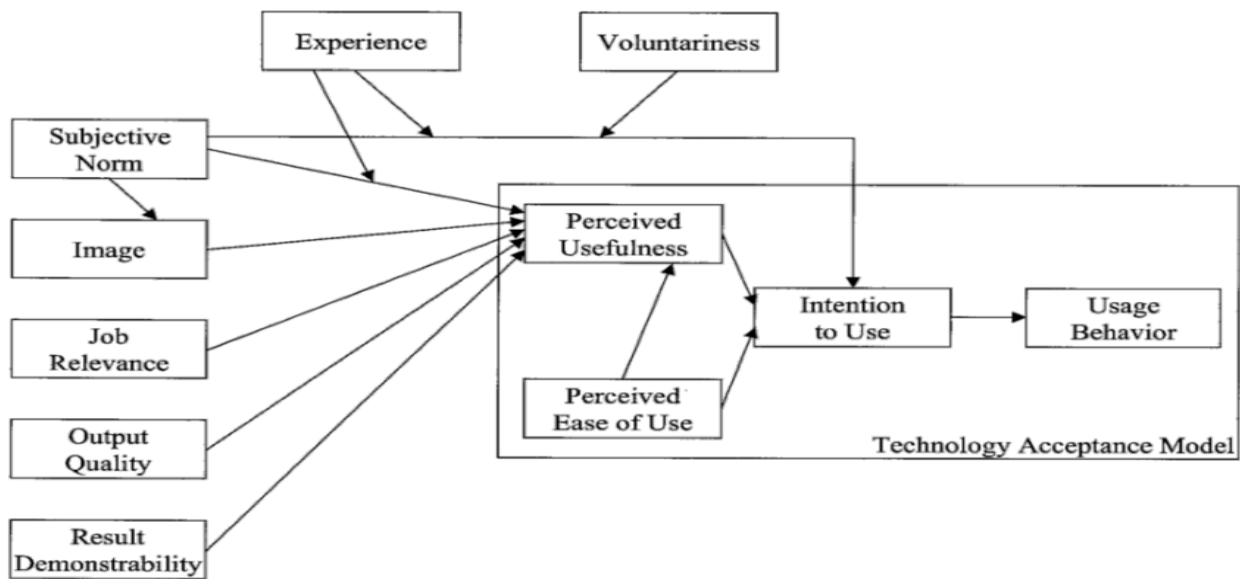 Experience
Voluntariness
Subjective
Norm
Image
Job
Relevance
Output
Quality
Result
Demonstrability
Perceived
Usefulness
Perceived
Ease of Use
Intention
to Use
Usage
Behavior
Technology Acceptance Model